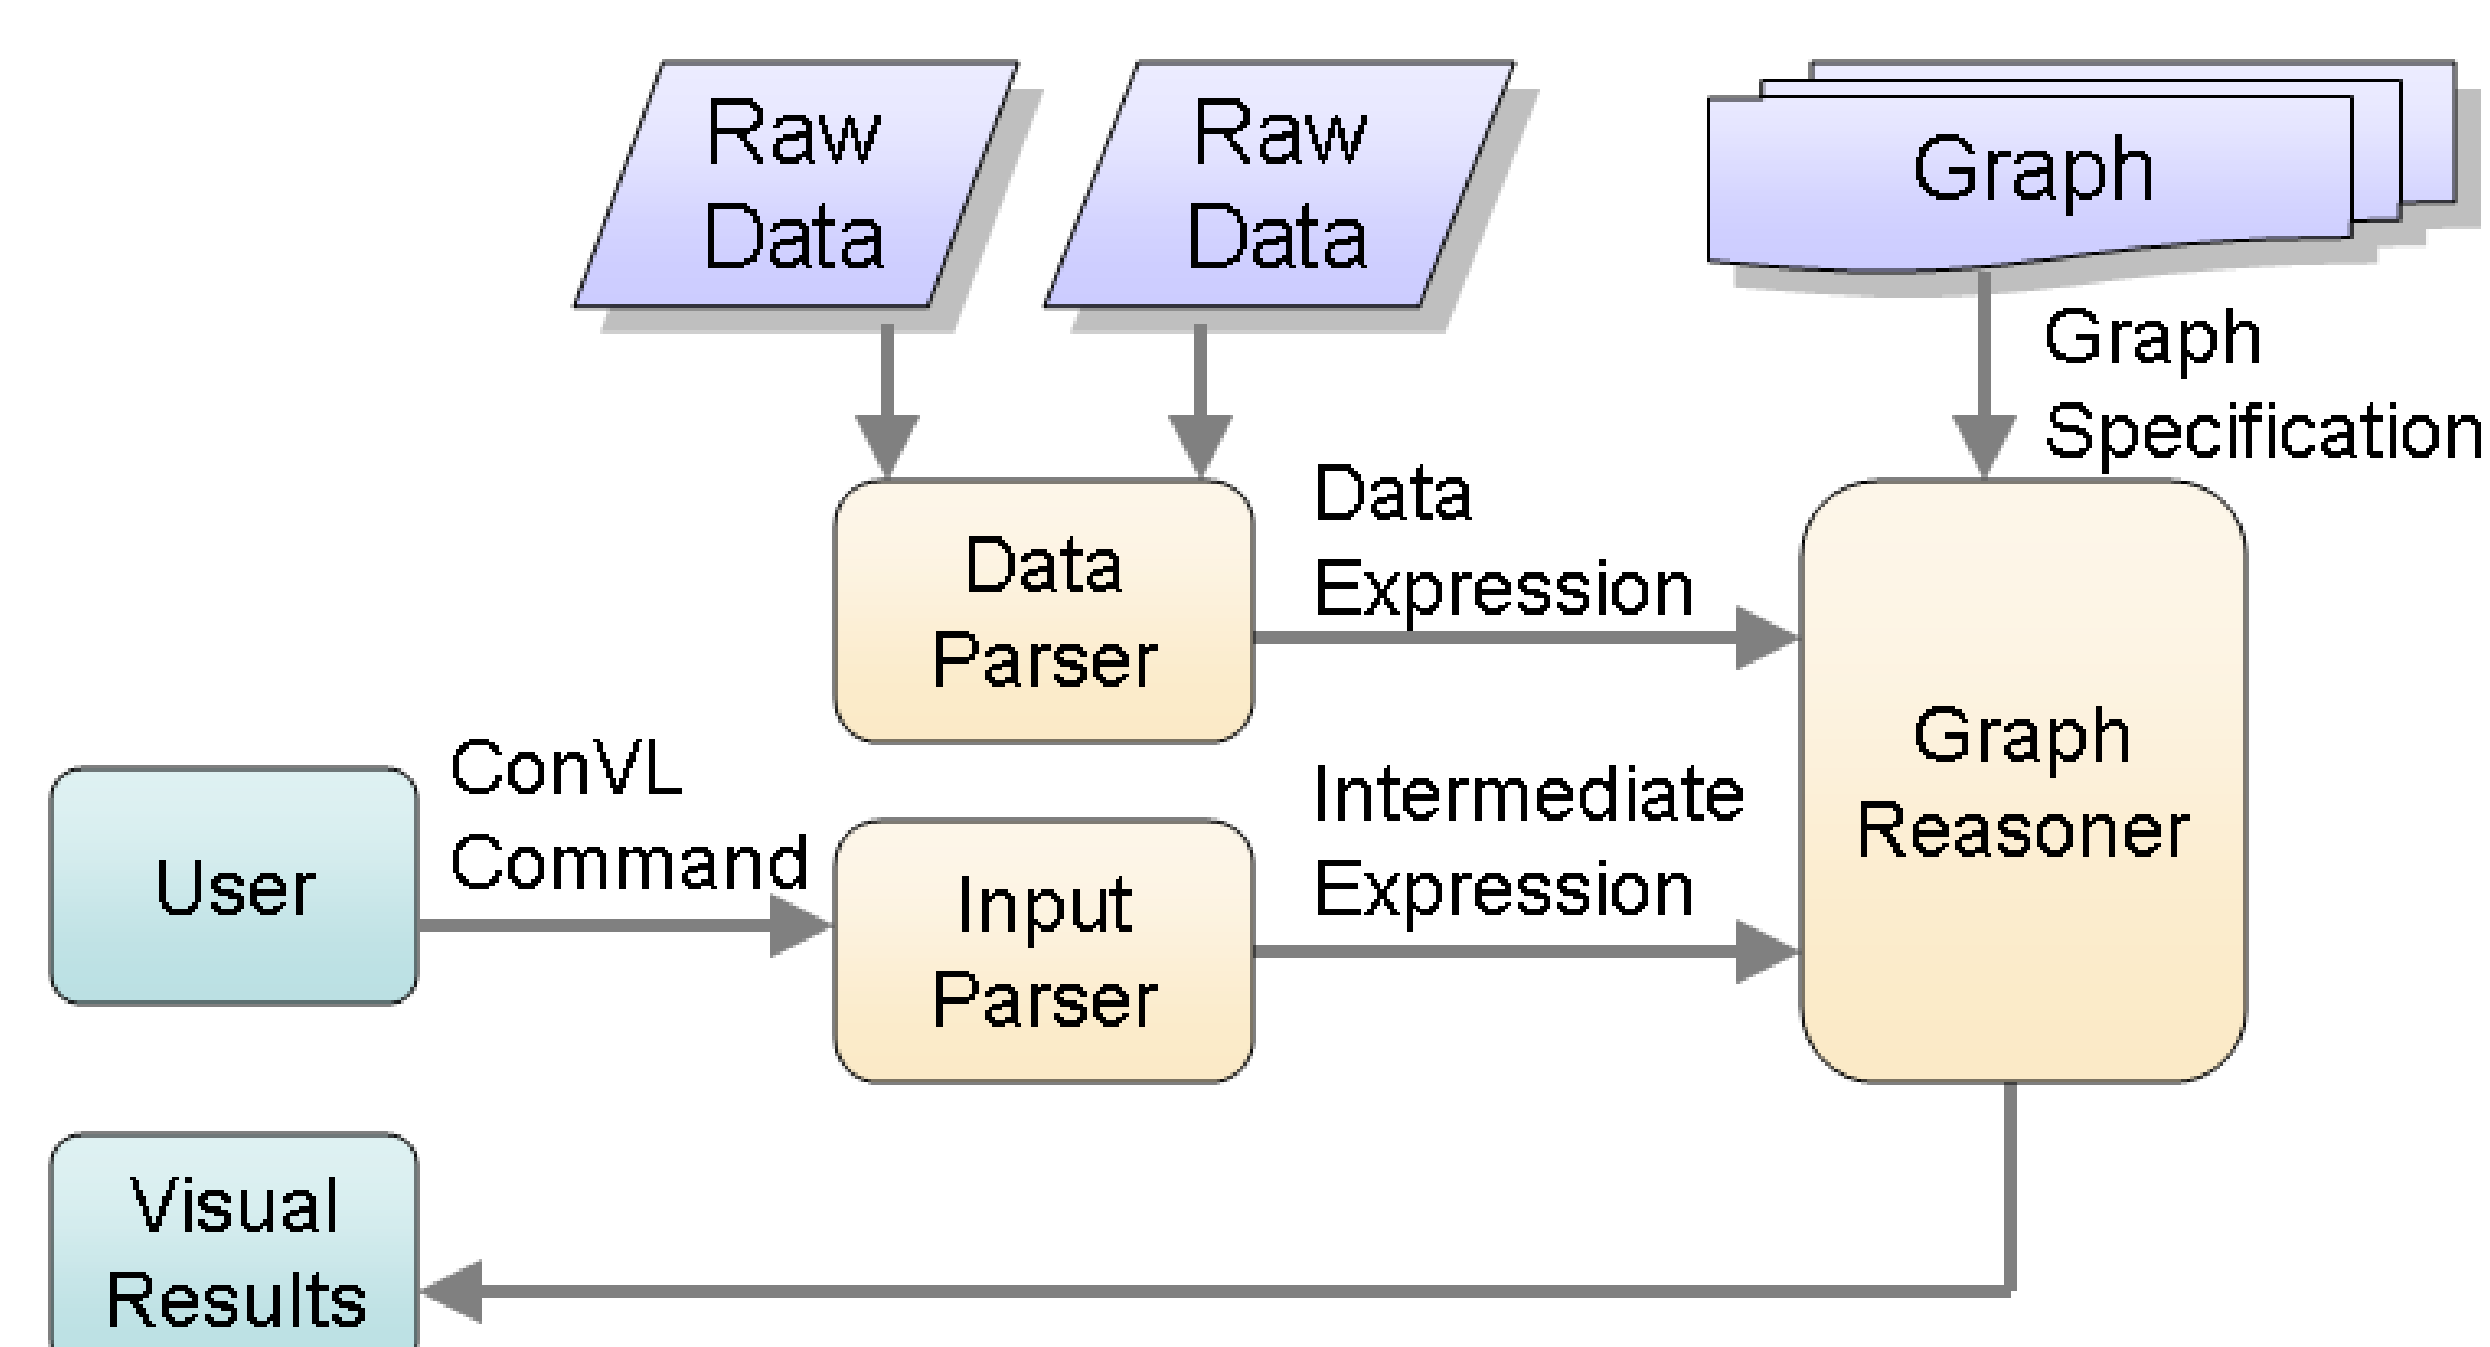 Raw
Data
Raw
Data
Graph
Graph
Specification
Data
Parser
Data
Expression
Graph
Reasoner
User
ConVL
Command
Input
Parser
Intermediate
Expression
Visual
Results